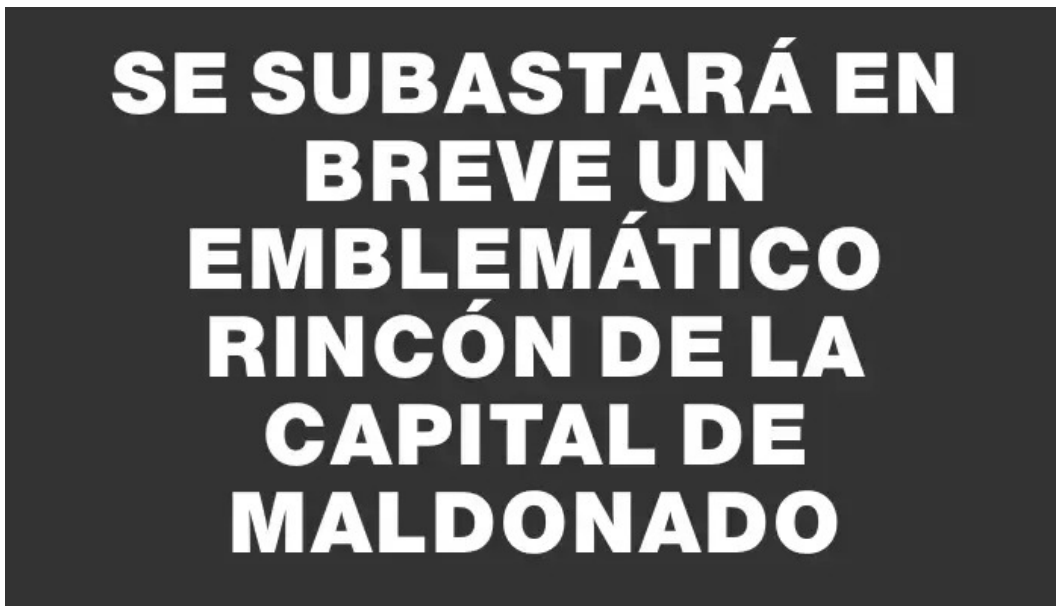 SE SUBASTARÁ EN
BREVE UN
EMBLEMÁTICO
RINCÓN DE LA
CAPITAL DE
MALDONADO